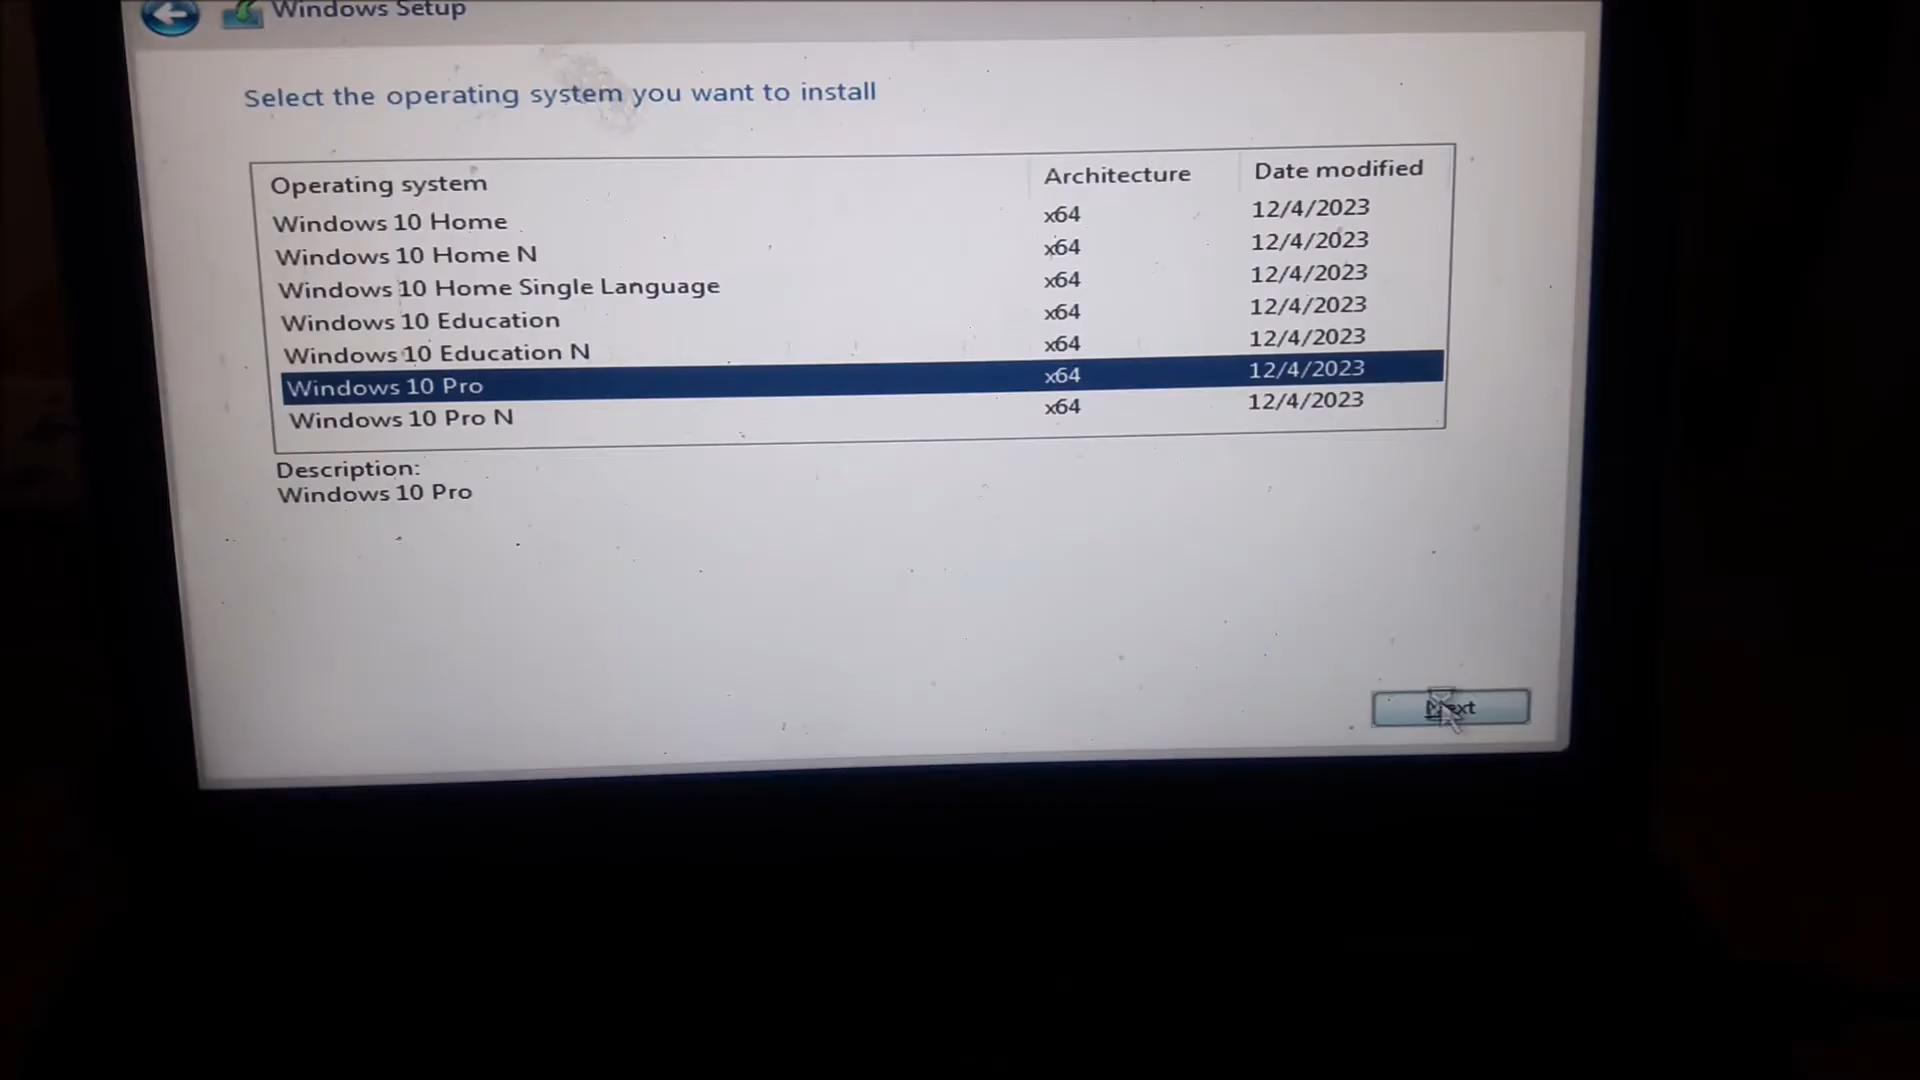 Windows Setup
Select the operating system you want to install
Operating system Architecture Date modified
Windows 10 Home x64 12/4/2023
Windows 10 Home N x64 12/4/2023
Windows 10 Home Single Language x64 12/4/2023
Windows 10 Education x64 12/4/2023
Windows 10 Education N x64 12/4/2023
Windows 10 Pro x64 12/4/2023
Windows 10 Pro N x64 12/4/2023
Description:
Windows 10 Pro
Next